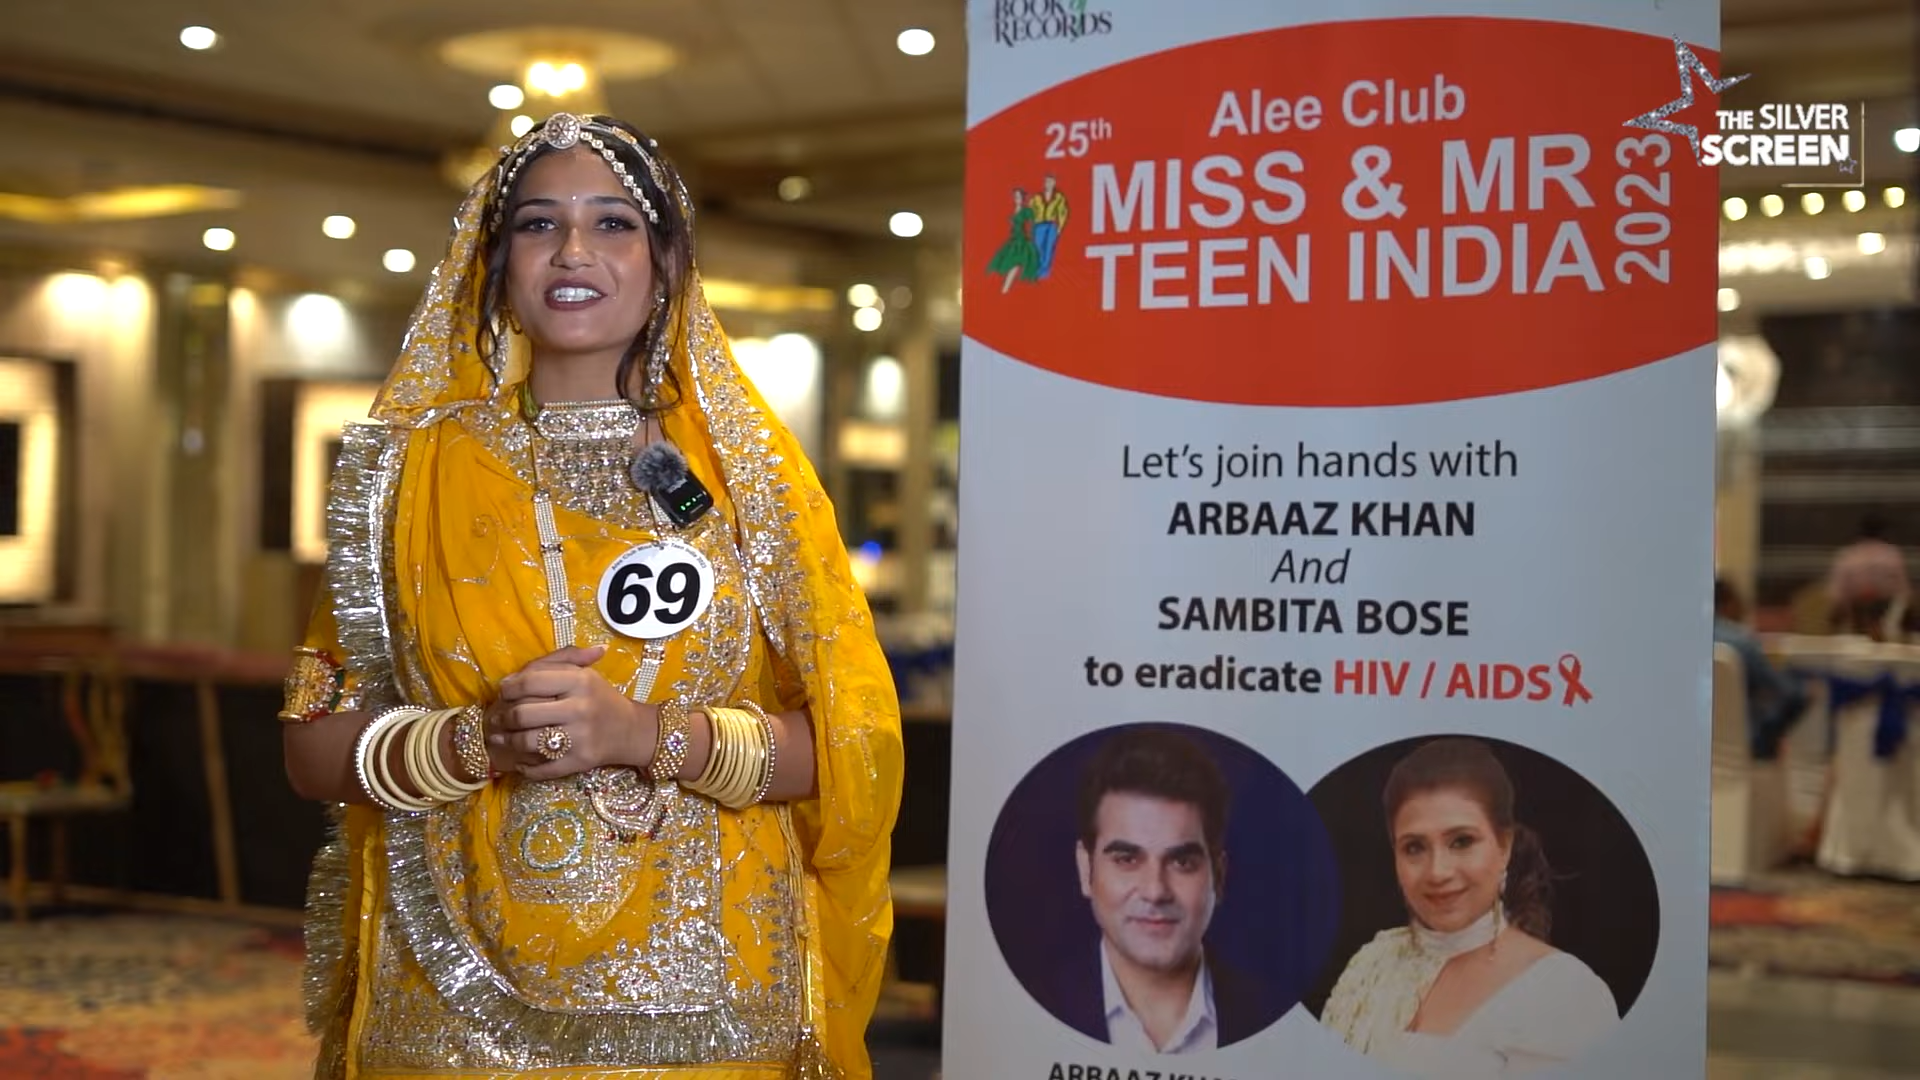 BOOK of
RECORDS
Alee Club
25th
MISS & MR
TEEN INDIA
2023
THE SILVER
SCREEN
Let's join hands with
ARBAAZ KHAN
And
SAMBITA BOSE
to eradicate HIV / AIDS
69